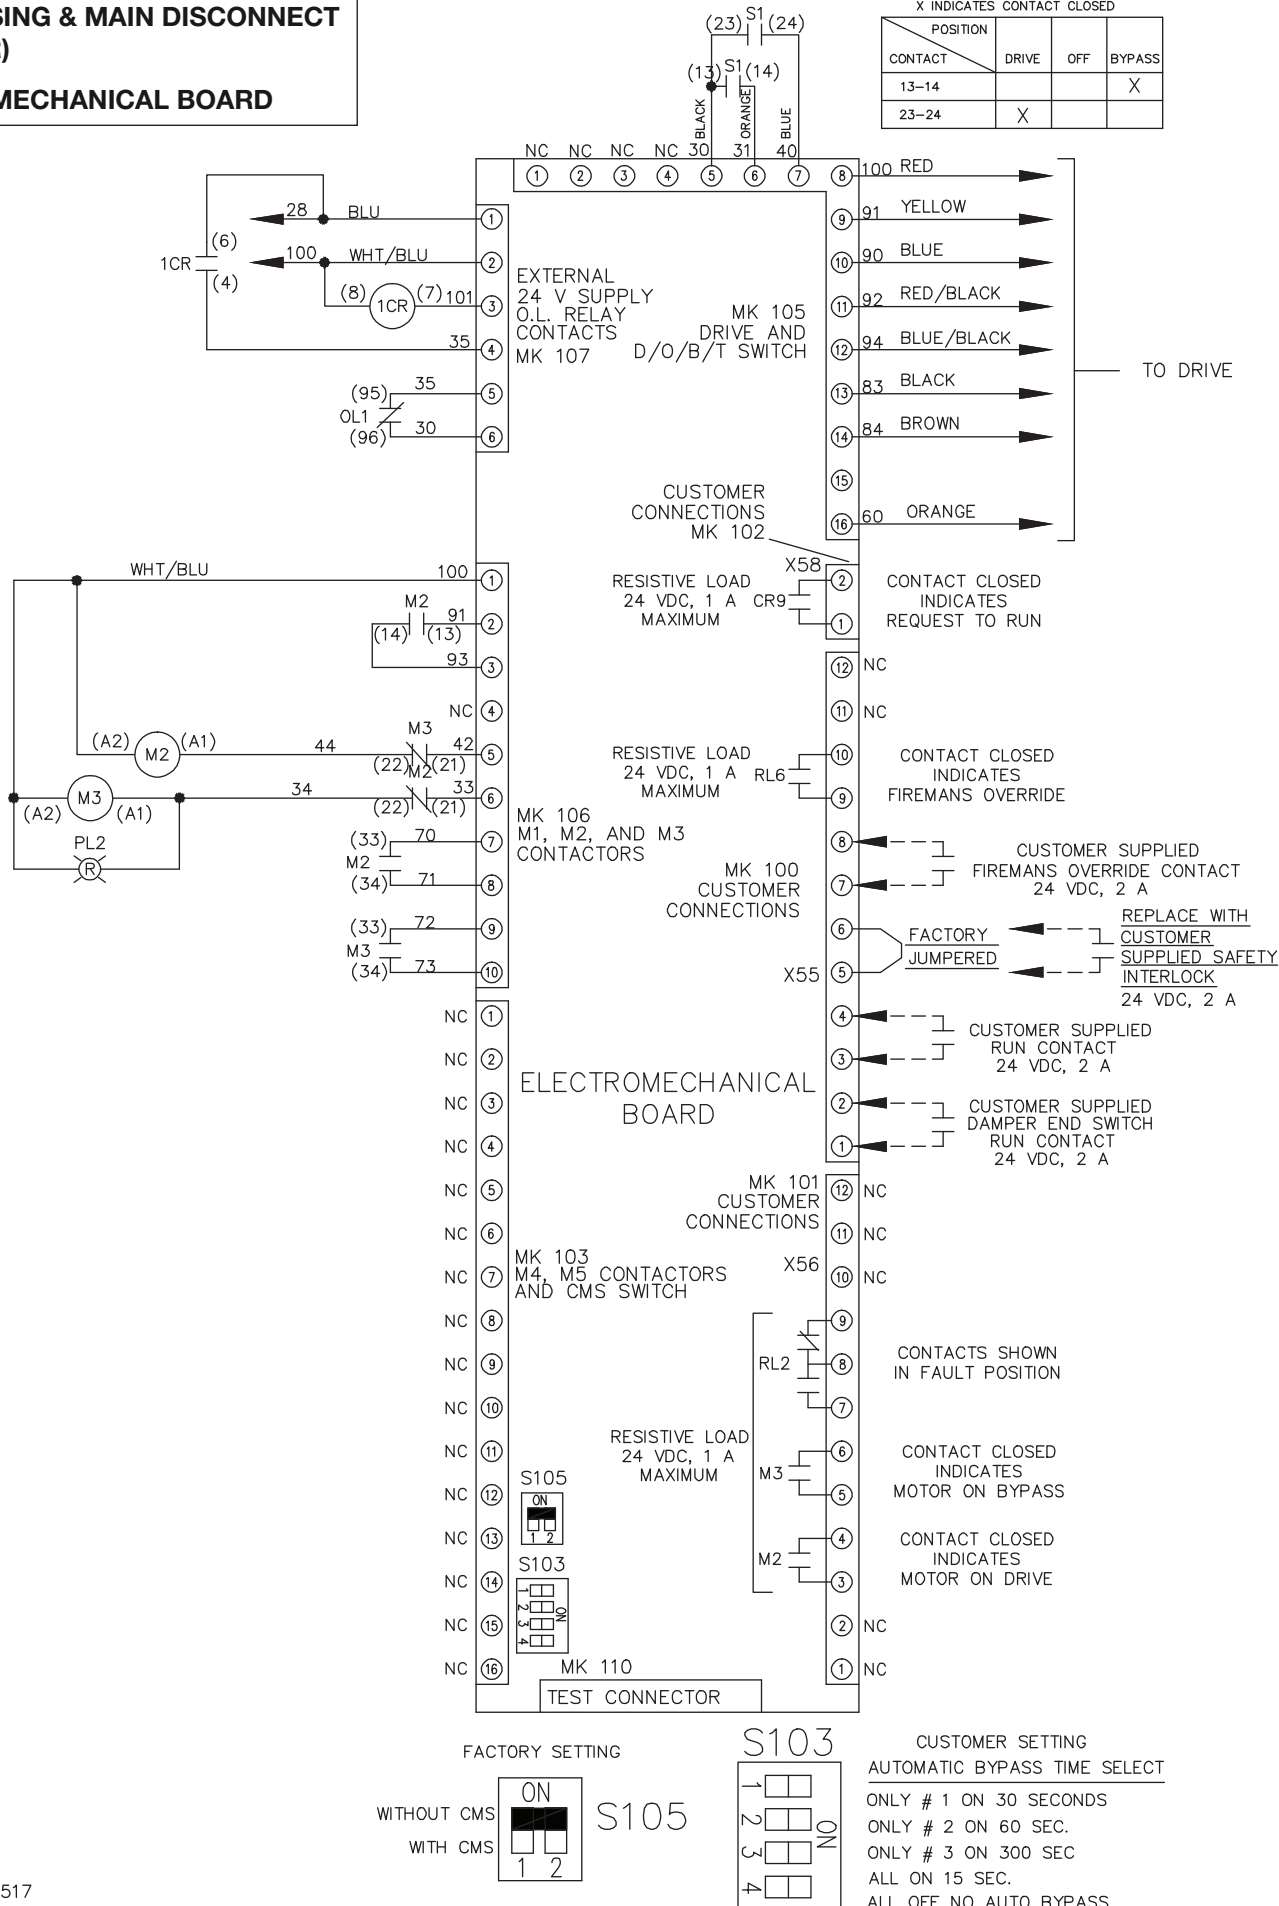 SING & MAIN DISCONNECT
R)
MECHANICAL BOARD
X INDICATES CONTACT CLOSED
POSITION
CONTACT DRIVE OFF BYPASS
13–14 X
23–24 X
(23) S1 (24)
(13) S1 (14)
BLACK ORANGE BLUE
NC NC NC NC 30 31 40
1 2 3 4 5 6 7
8 100 RED
9 91 YELLOW
10 90 BLUE
11 92 RED/BLACK
12 94 BLUE/BLACK
13 83 BLACK
14 84 BROWN
15
16 60 ORANGE
TO DRIVE
MK 105
DRIVE AND
D/O/B/T SWITCH
28 BLU 1
100 WHT/BLU 2
(8) 1CR (7) 101 3
35 4
1CR (6)
(4)
(95) 35 5
OL1
(96) 30 6
EXTERNAL
24 V SUPPLY
O.L. RELAY
CONTACTS
MK 107
CUSTOMER
CONNECTIONS
MK 102
X58
RESISTIVE LOAD
24 VDC, 1 A CR9
MAXIMUM
2
1
CONTACT CLOSED
INDICATES
REQUEST TO RUN
WHT/BLU 100 1
M2
(14) (13) 91 2
93 3
NC 4
(A2) M2 (A1) 44 M3 (22) (21) 42 5
(A2) M3 (A1) 34 M2 (22) (21) 33 6
PL2
R
(33) 70 7
M2
(34) 71 8
(33) 72 9
M3
(34) 73 10
MK 106
M1, M2, AND M3
CONTACTORS
12 NC
11 NC
RESISTIVE LOAD
24 VDC, 1 A RL6
MAXIMUM
10
9
CONTACT CLOSED
INDICATES
FIREMANS OVERRIDE
MK 100
CUSTOMER
CONNECTIONS
X55
8
7
CUSTOMER SUPPLIED
FIREMANS OVERRIDE CONTACT
24 VDC, 2 A
6
5
FACTORY
JUMPERED
REPLACE WITH
CUSTOMER
SUPPLIED SAFETY
INTERLOCK
24 VDC, 2 A
4
3
CUSTOMER SUPPLIED
RUN CONTACT
24 VDC, 2 A
2
1
CUSTOMER SUPPLIED
DAMPER END SWITCH
RUN CONTACT
24 VDC, 2 A
ELECTROMECHANICAL
BOARD
NC 1
NC 2
NC 3
NC 4
NC 5
NC 6
NC 7
NC 8
NC 9
NC 10
NC 11
NC 12
NC 13
NC 14
NC 15
NC 16
MK 103
M4, M5 CONTACTORS
AND CMS SWITCH
MK 101
CUSTOMER
CONNECTIONS
X56
12 NC
11 NC
10 NC
9
RL2 8
7
CONTACTS SHOWN
IN FAULT POSITION
RESISTIVE LOAD
24 VDC, 1 A
MAXIMUM
M3
6
5
CONTACT CLOSED
INDICATES
MOTOR ON BYPASS
M2
4
3
CONTACT CLOSED
INDICATES
MOTOR ON DRIVE
2 NC
1 NC
S105
ON
1 2
S103
1
2
3
4
ON
MK 110
TEST CONNECTOR
FACTORY SETTING
WITHOUT CMS
WITH CMS
ON
1 2
S105
S103
1
2
3
4
ON
CUSTOMER SETTING
AUTOMATIC BYPASS TIME SELECT
ONLY # 1 ON 30 SECONDS
ONLY # 2 ON 60 SEC.
ONLY # 3 ON 300 SEC
ALL ON 15 SEC.
ALL OFF NO AUTO BYPASS
517